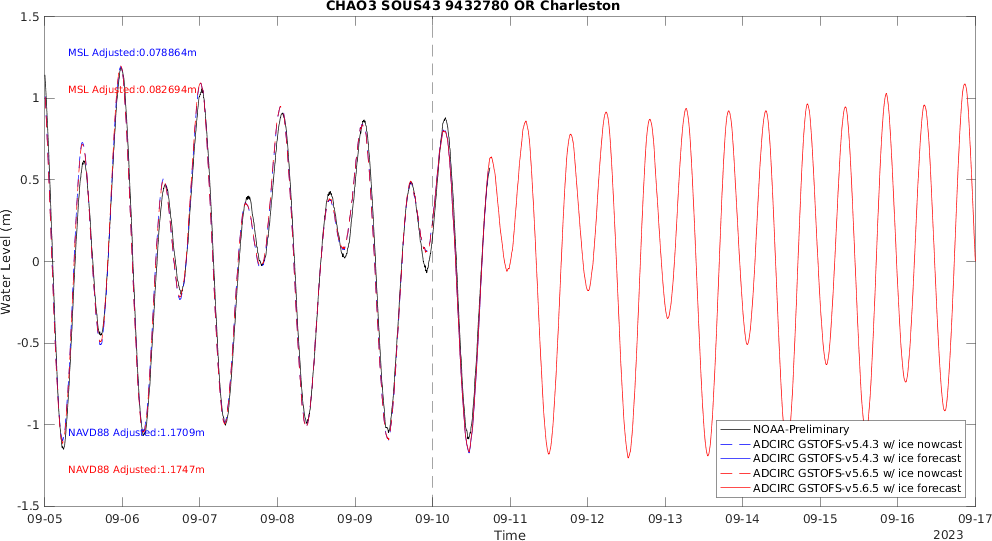 CHAO3 SOUS43 9432780 OR Charleston
1.5
1
0.5
0
-0.5
-1
-1.5
Water Level (m)
MSL Adjusted:0.078864m
MSL Adjusted:0.082694m
NAVD88 Adjusted:1.1709m
NAVD88 Adjusted:1.1747m
NOAA-Preliminary
ADCIRC GSTOFS-v5.4.3 w/ ice nowcast
ADCIRC GSTOFS-v5.4.3 w/ ice forecast
ADCIRC GSTOFS-v5.6.5 w/ ice nowcast
ADCIRC GSTOFS-v5.6.5 w/ ice forecast
09-05 09-06 09-07 09-08 09-09 09-10 09-11 09-12 09-13 09-14 09-15 09-16 09-17
Time
2023